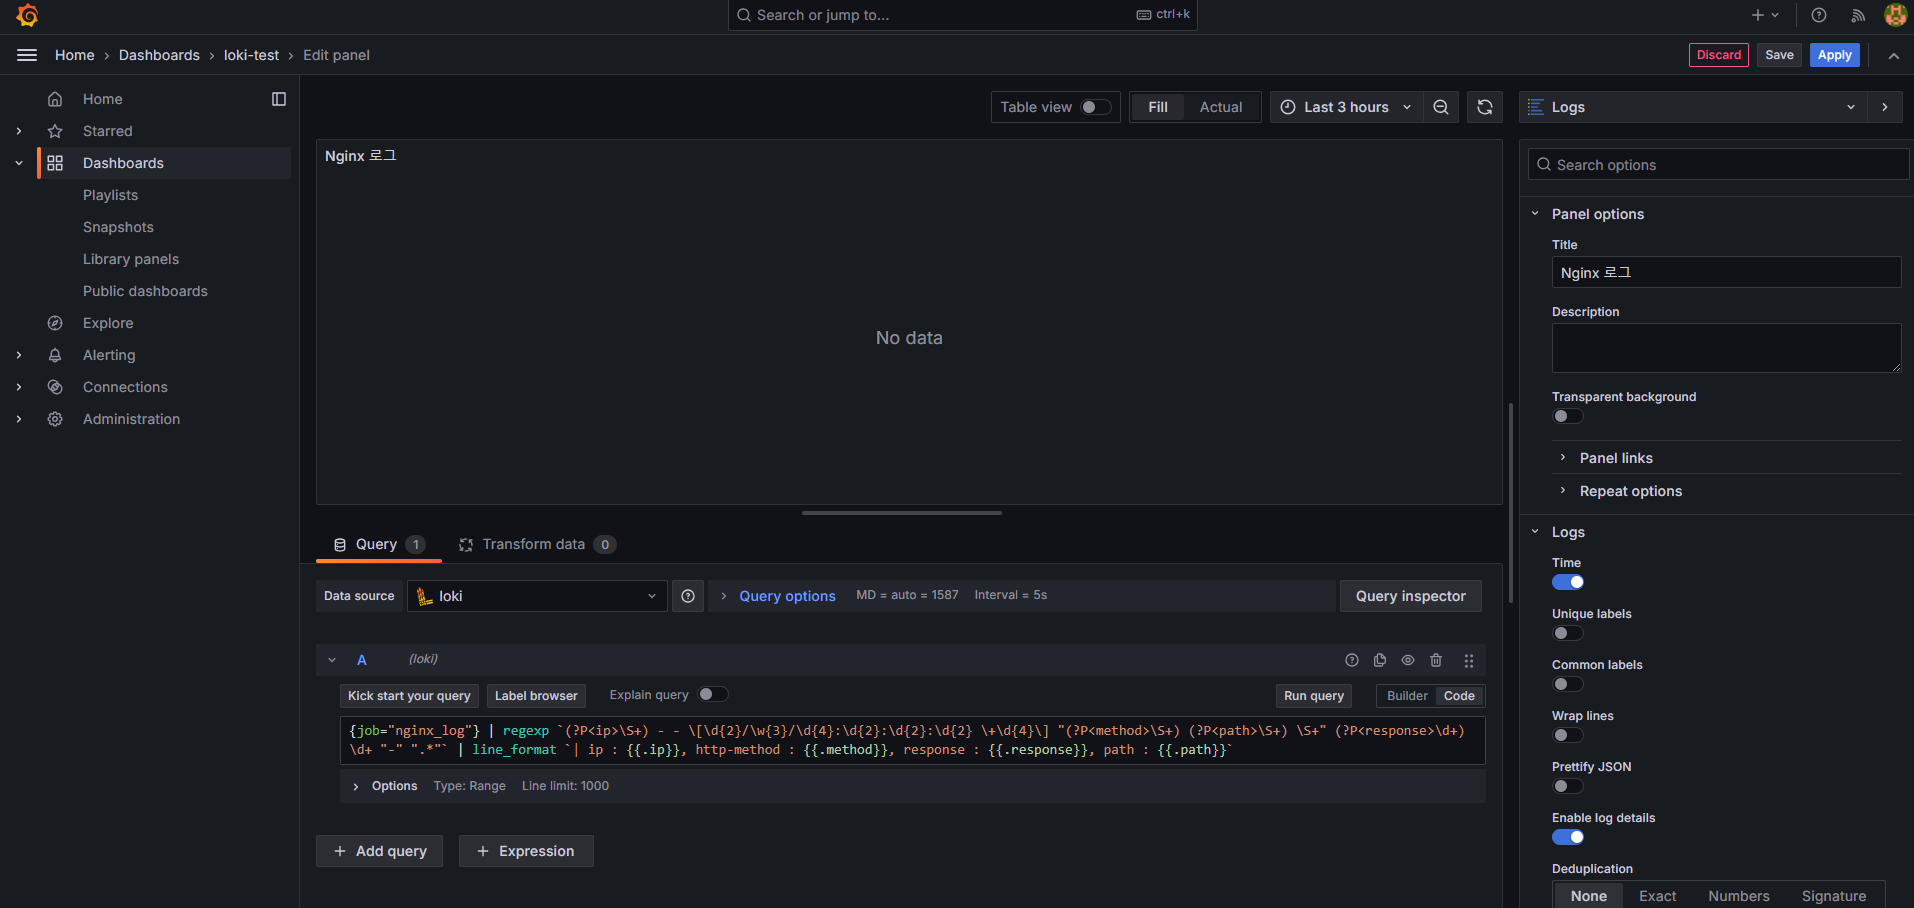 Search or jump to...
ctrl+k
Home › Dashboards › loki-test › Edit panel
Discard
Save
Apply
Home
Starred
Dashboards
Playlists
Snapshots
Library panels
Public dashboards
Explore
Alerting
Connections
Administration
Table view
Fill
Actual
Last 3 hours
Nginx 로그
No data
Query 1
Transform data 0
Data source
loki
Query options
MD = auto = 1587
Interval = 5s
Query inspector
A
(loki)
Kick start your query
Label browser
Explain query
Run query
Builder
Code
{job="nginx_log"} | regexp `(?P<ip>\S+) - - \[\d{2}/\w{3}/\d{4}:\d{2}:\d{2}:\d{2} \+\d{4}\] "(?P<method>\S+) (?P<path>\S+) \S+" (?P<response>\d+)
\d+ "-" ".*"` | line_format `| ip : {{.ip}}, http-method : {{.method}}, response : {{.response}}, path : {{.path}}`
Options
Type: Range
Line limit: 1000
+ Add query
+ Expression
Logs
Search options
Panel options
Title
Nginx 로그
Description
Transparent background
Panel links
Repeat options
Logs
Time
Unique labels
Common labels
Wrap lines
Prettify JSON
Enable log details
Deduplication
None
Exact
Numbers
Signature